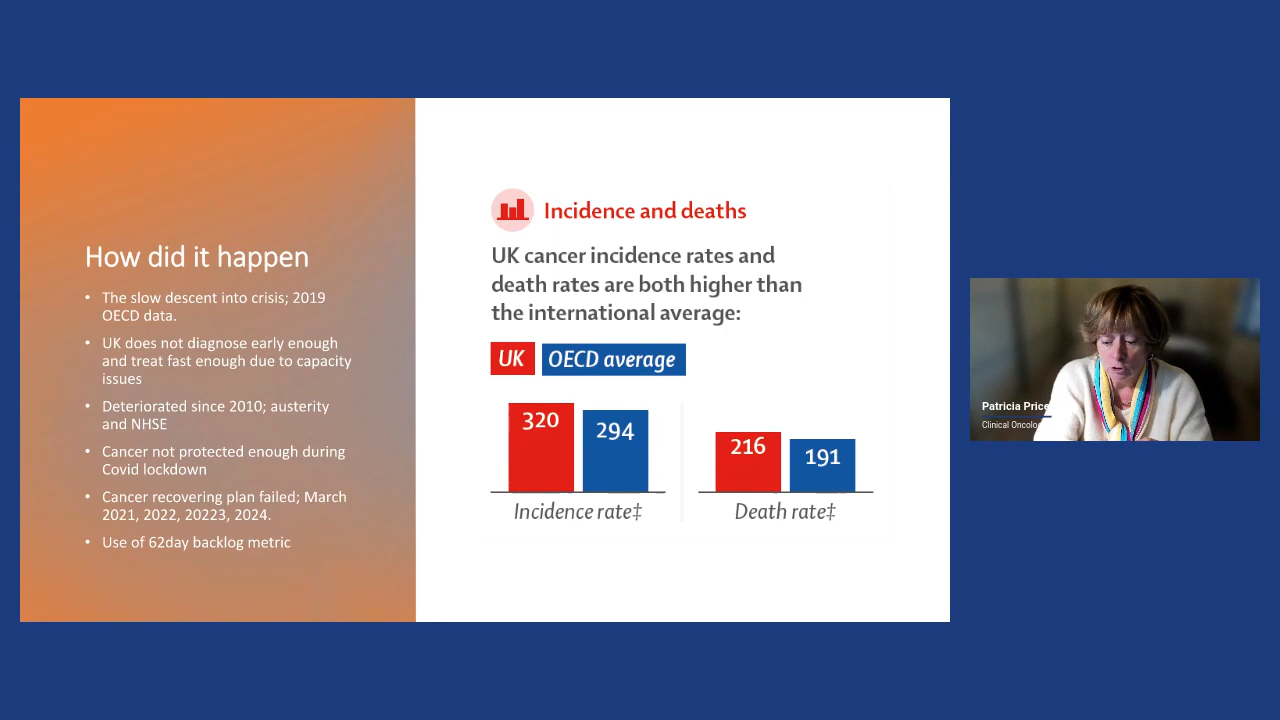 How did it happen
• The slow descent into crisis; 2019
OECD data.
• UK does not diagnose early enough
and treat fast enough due to capacity
issues
• Deteriorated since 2010; austerity
and NHSE
• Cancer not protected enough during
Covid lockdown
• Cancer recovering plan failed; March
2021, 2022, 20223, 2024.
• Use of 62day backlog metric
Incidence and deaths
UK cancer incidence rates and
death rates are both higher than
the international average:
UK OECD average
320 294
216 191
Incidence rate‡
Death rate‡
Patricia Price
Clinical